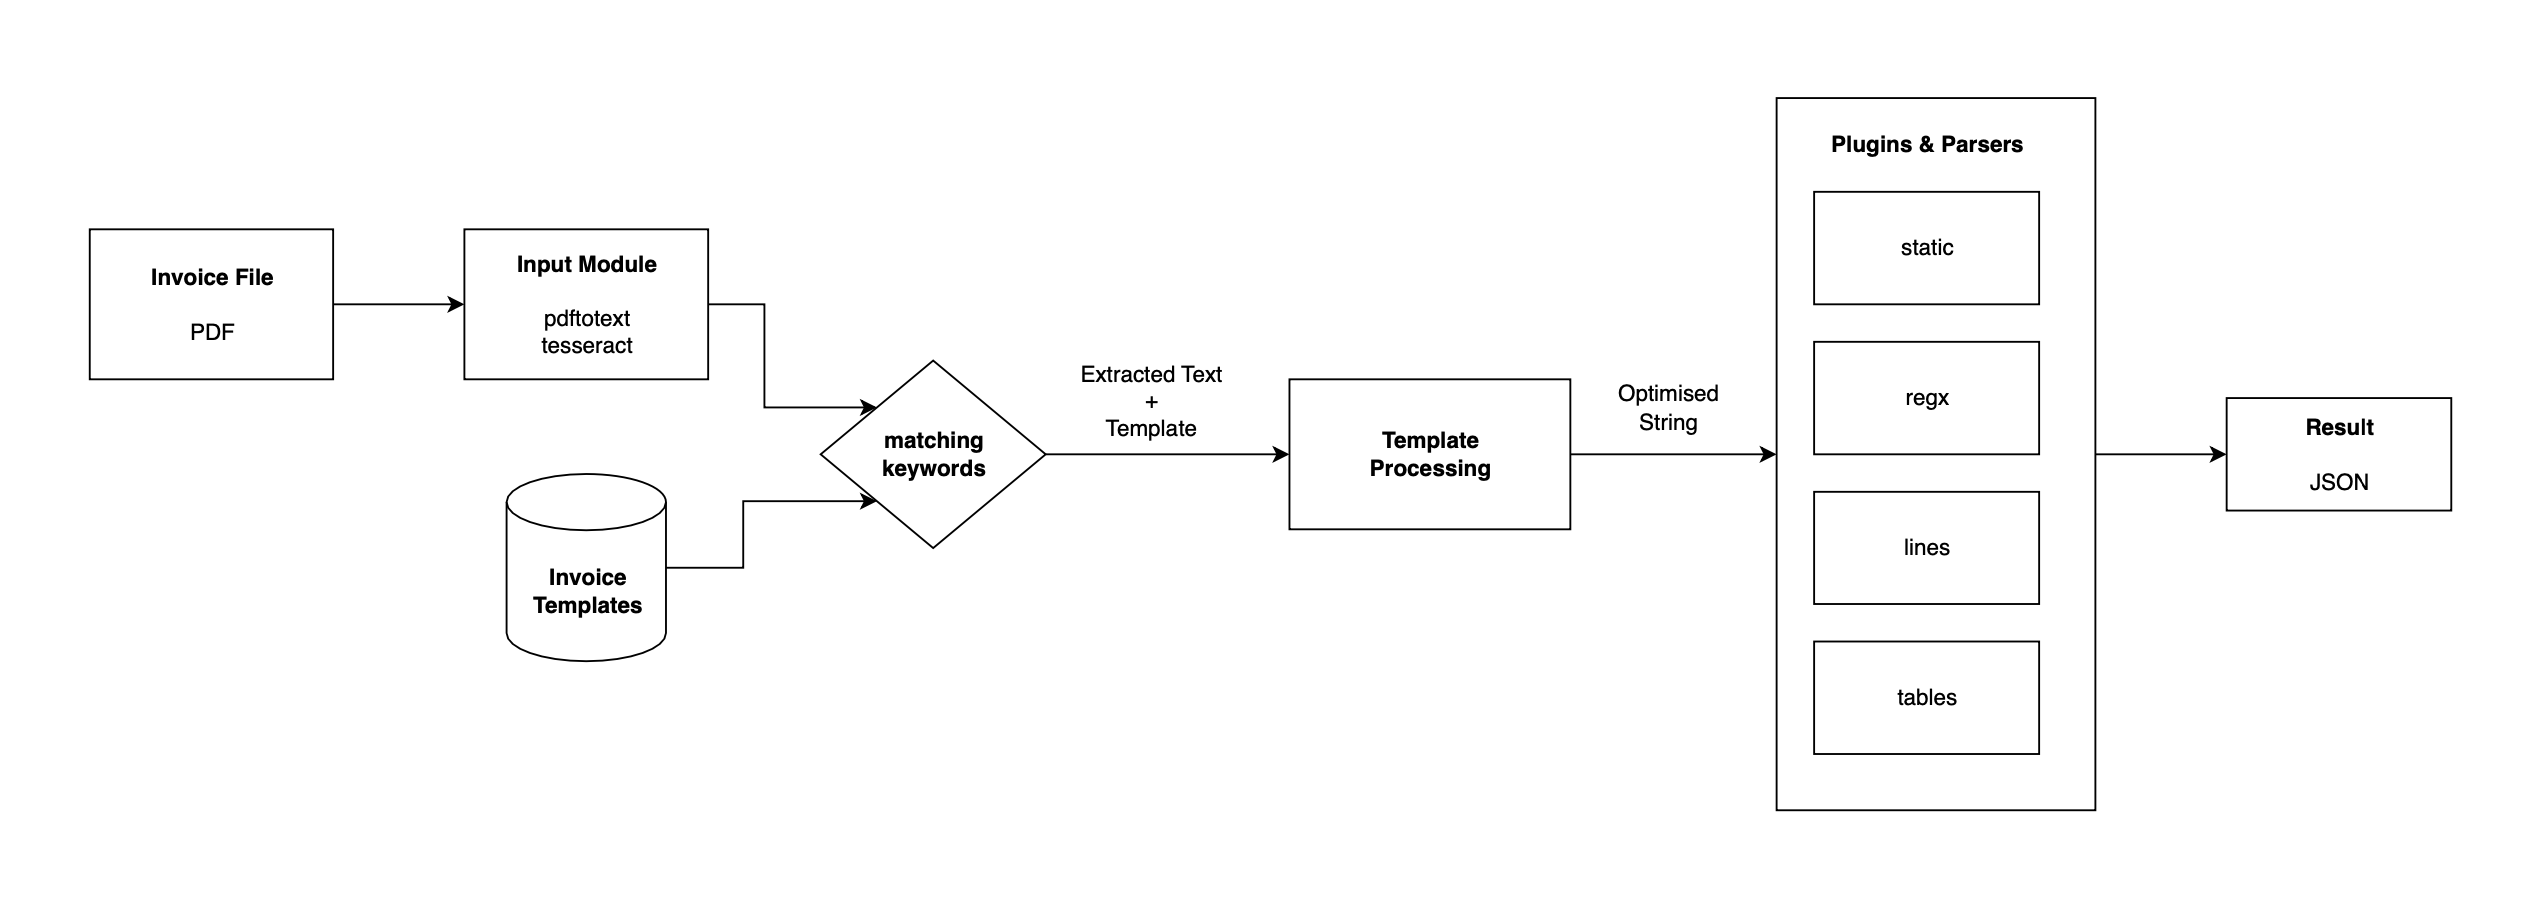 Invoice File
PDF
Input Module
pdftotext
tesseract
Invoice
Templates
matching
keywords
Extracted Text
+
Template
Template
Processing
Optimised
String
Plugins & Parsers
static
regx
lines
tables
Result
JSON